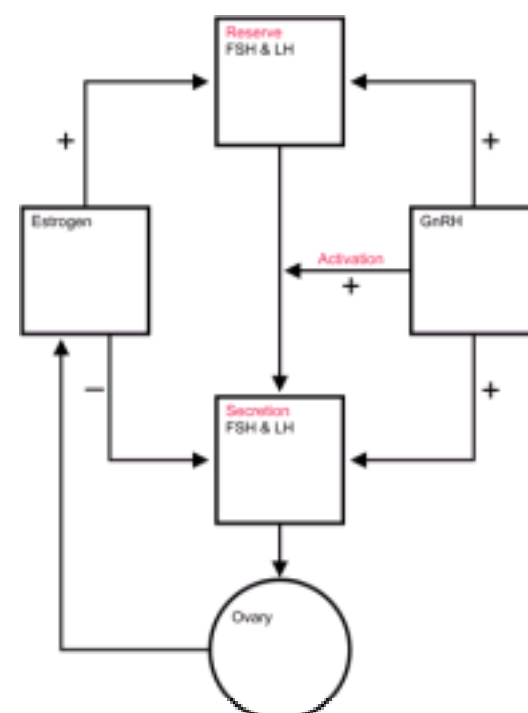 Reserve
FSH & LH
+
+
Estrogen
GnRH
Activation
+
–
+
Secretion
FSH & LH
Ovary